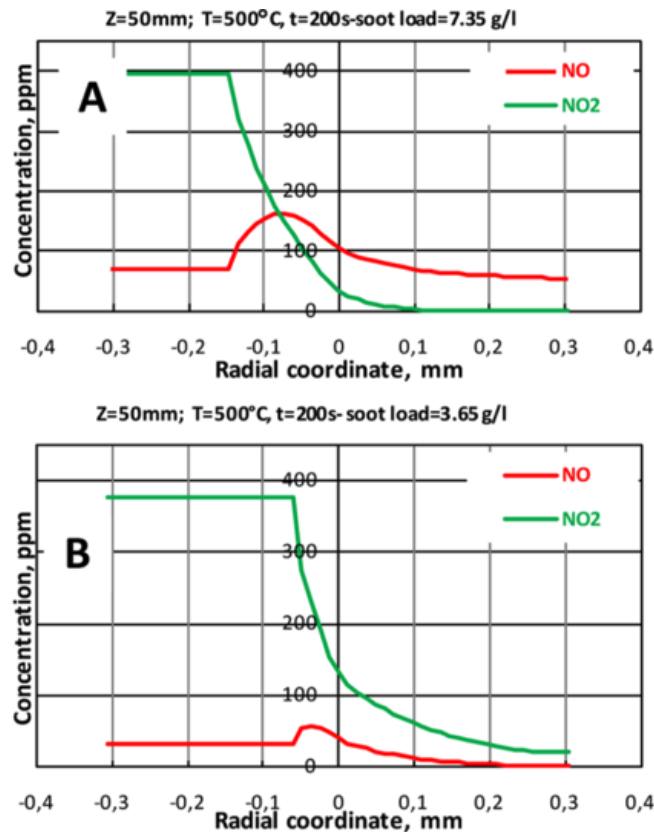 Z=50mm; T=500°C, t=200s-soot load=7.35 g/l
A
NO
NO2
Concentration, ppm
400
300
200
100
0
-0,4 -0,3 -0,2 -0,1 0 0,1 0,2 0,3 0,4
Radial coordinate, mm
Z=50mm; T=500°C, t=200s- soot load=3.65 g/l
B
NO
NO2
Concentration, ppm
400
300
200
100
0
-0,4 -0,3 -0,2 -0,1 0 0,1 0,2 0,3 0,4
Radial coordinate, mm